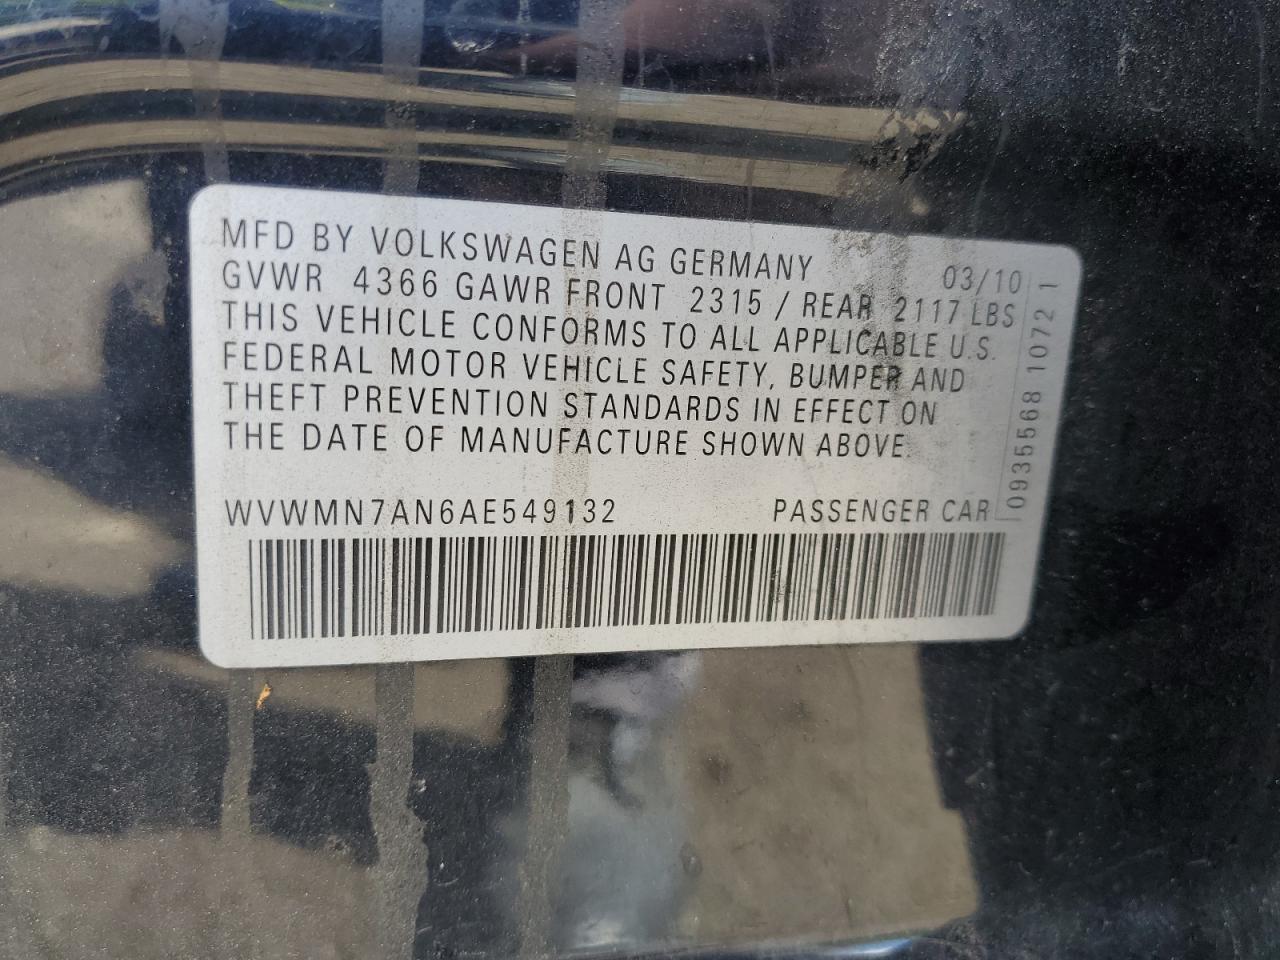 MFD BY VOLKSWAGEN AG GERMANY 03/10
GVWR 4366 GAWR FRONT 2315 / REAR 2117 LBS
THIS VEHICLE CONFORMS TO ALL APPLICABLE U.S.
FEDERAL MOTOR VEHICLE SAFETY, BUMPER AND
THEFT PREVENTION STANDARDS IN EFFECT ON
THE DATE OF MANUFACTURE SHOWN ABOVE.
WVWMN7AN6AE549132 PASSENGER CAR
0935568 1072 1